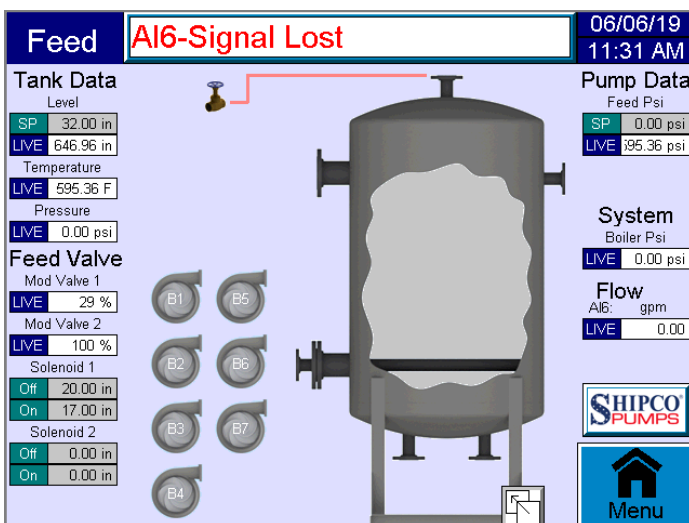 Feed
AI6-Signal Lost
06/06/19
11:31 AM
Tank Data
Level
SP 32.00 in
LIVE 646.96 in
Temperature
LIVE 595.36 F
Pressure
LIVE 0.00 psi
Feed Valve
Mod Valve 1
LIVE 29 %
Mod Valve 2
LIVE 100 %
Solenoid 1
Off 20.00 in
On 17.00 in
Solenoid 2
Off 0.00 in
On 0.00 in
B1 B5
B2 B6
B3 B7
B4
Pump Data
Feed Psi
SP 0.00 psi
LIVE 595.36 psi
System
Boiler Psi
LIVE 0.00 psi
Flow
AI6: gpm
LIVE 0.00
SHIPCO
PUMPS
Menu